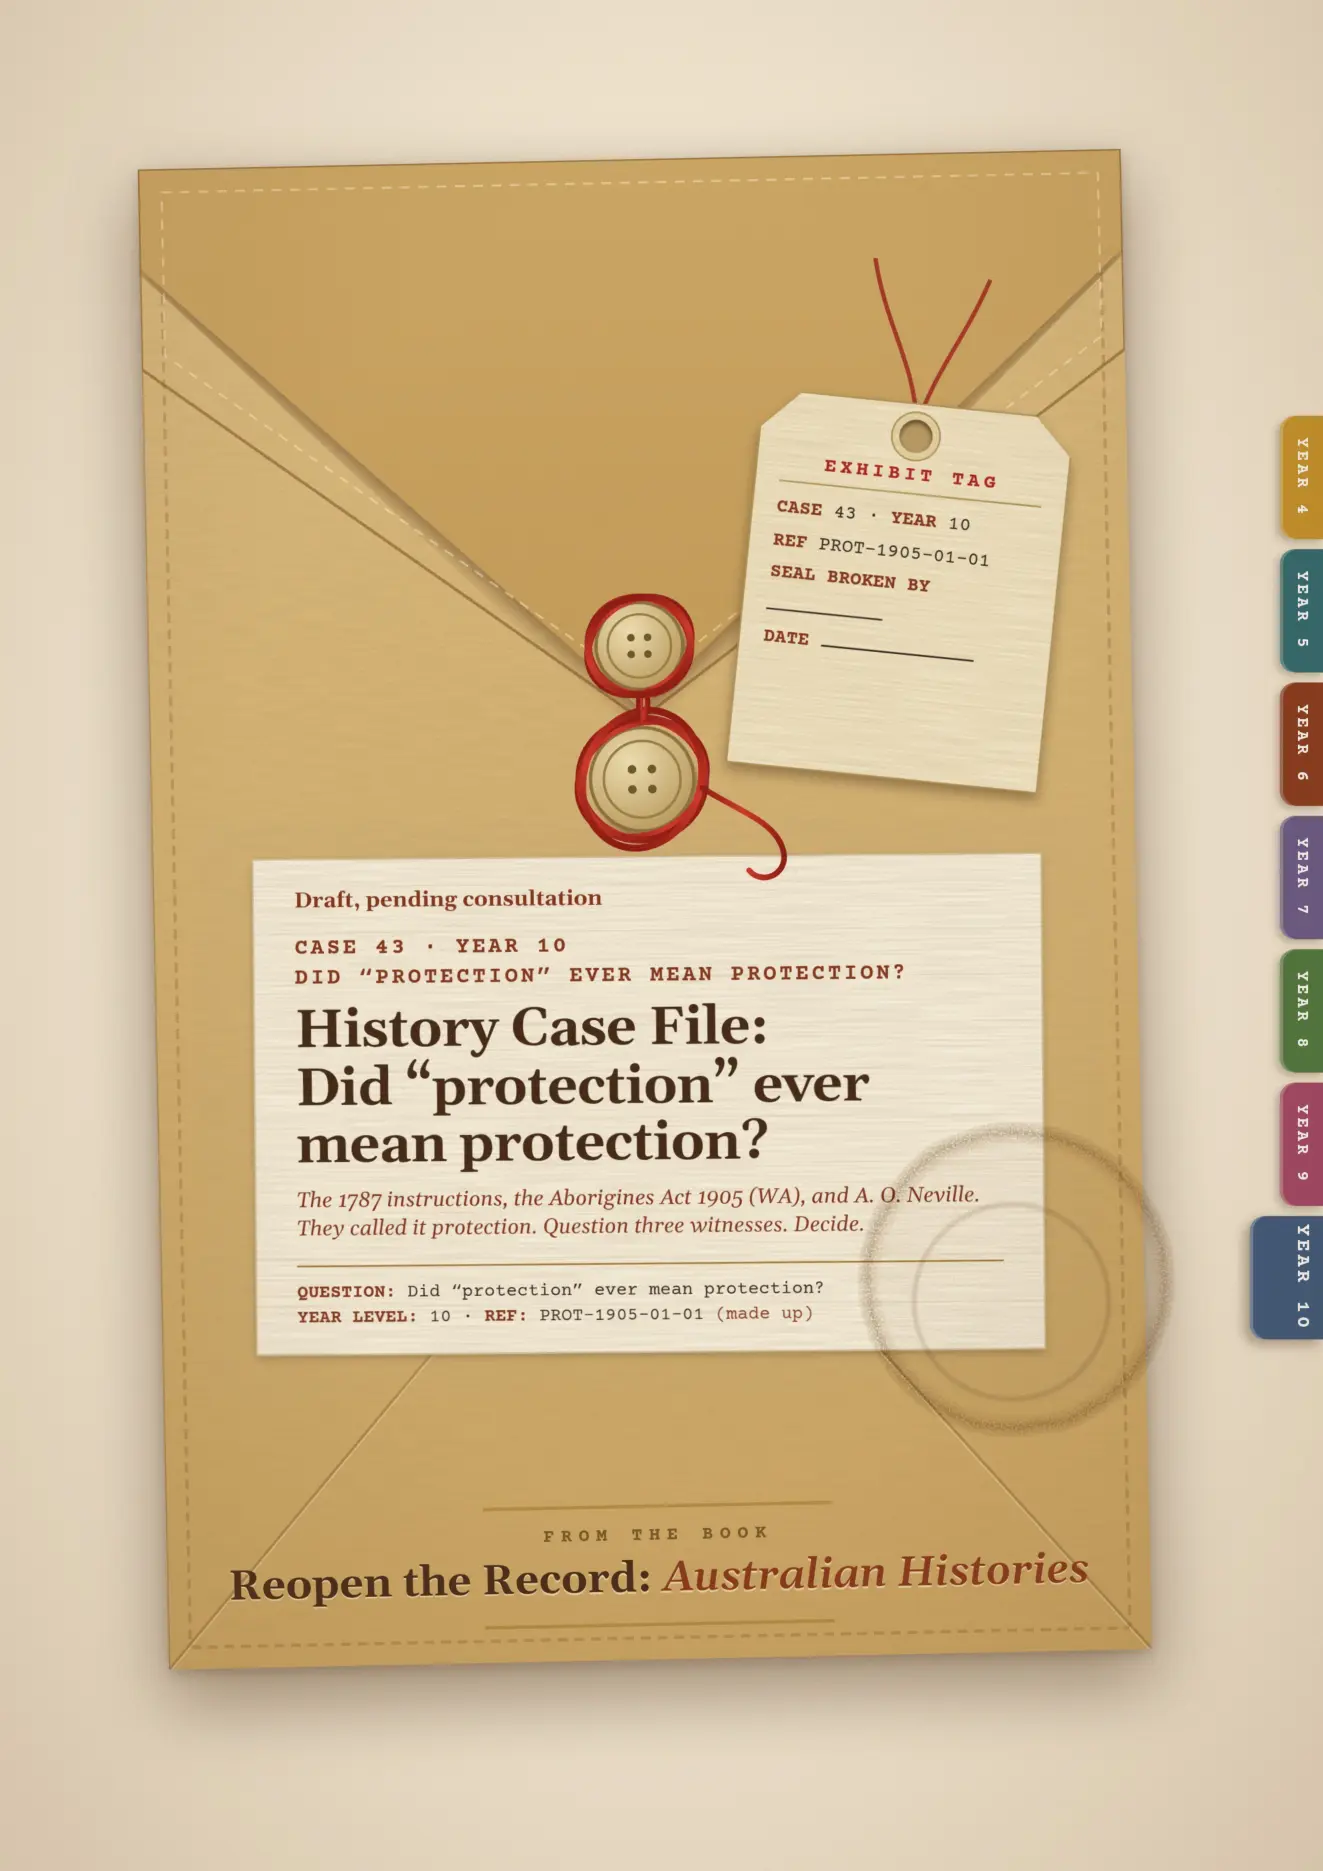 EXHIBIT TAG
CASE 43 · YEAR 10
REF PROT-1905-01-01
SEAL BROKEN BY
DATE
Draft, pending consultation
CASE 43 · YEAR 10
DID “PROTECTION” EVER MEAN PROTECTION?
History Case File:
Did “protection” ever
mean protection?
The 1787 instructions, the Aborigines Act 1905 (WA), and A. O. Neville.
They called it protection. Question three witnesses. Decide.
QUESTION: Did “protection” ever mean protection?
YEAR LEVEL: 10 · REF: PROT-1905-01-01 (made up)
FROM THE BOOK
Reopen the Record: Australian Histories
YEAR 4
YEAR 5
YEAR 6
YEAR 7
YEAR 8
YEAR 9
YEAR 10